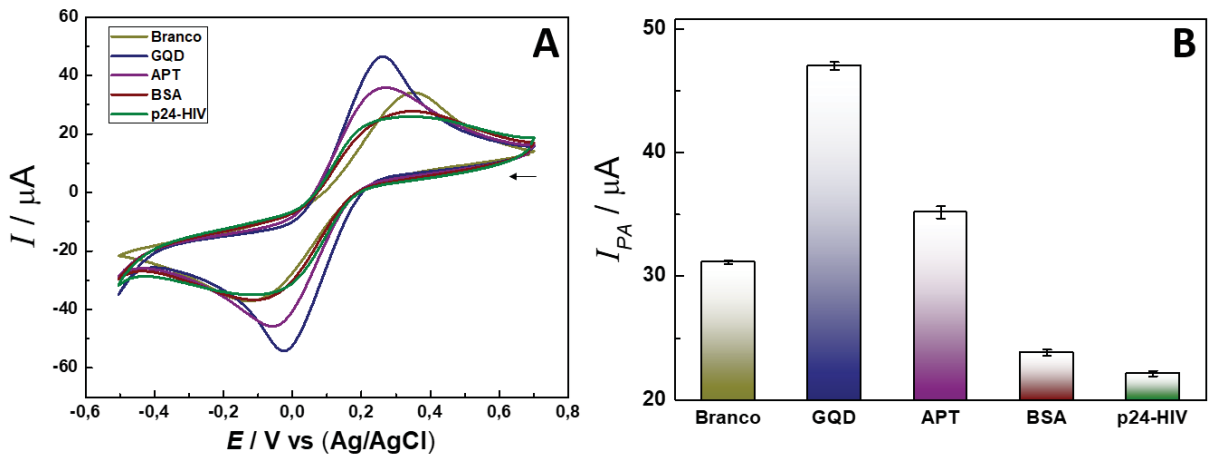 A
Branco
GQD
APT
BSA
p24-HIV
60
40
20
0
-20
-40
-60
I / μA
-0,6 -0,4 -0,2 0,0 0,2 0,4 0,6 0,8
E / V vs (Ag/AgCl)
B
50
40
30
20
I PA / μA
Branco GQD APT BSA p24-HIV